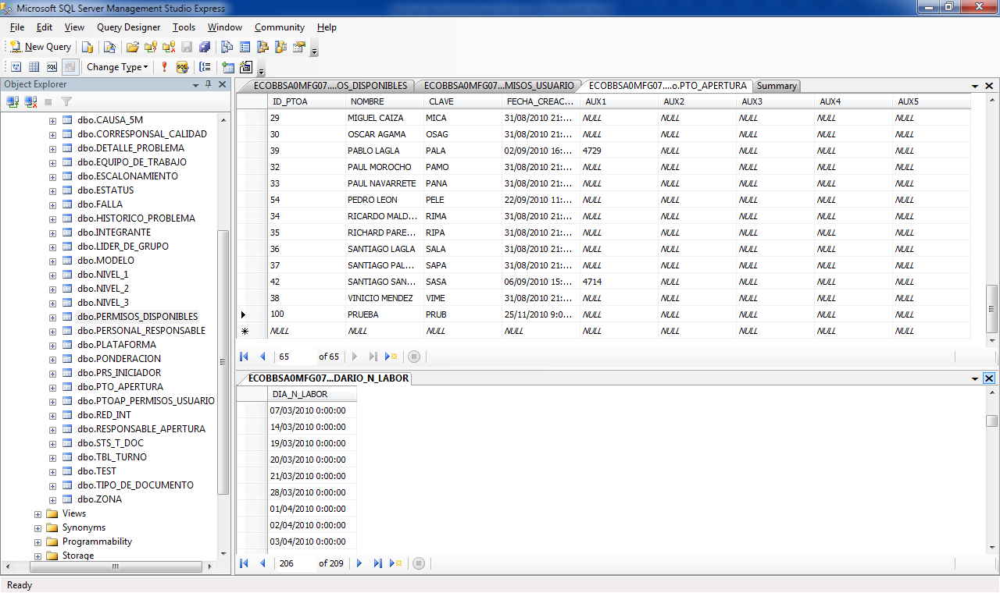 Microsoft SQL Server Management Studio Express
File Edit View Query Designer Tools Window Community Help
New Query
Change Type
Object Explorer
dbo.CAUSA_5M
dbo.CORRESPONSAL_CALIDAD
dbo.DETALLE_PROBLEMA
dbo.EQUIPO_DE_TRABAJO
dbo.ESCALONAMIENTO
dbo.ESTATUS
dbo.FALLA
dbo.HISTORICO_PROBLEMA
dbo.INTEGRANTE
dbo.LIDER_DE_GRUPO
dbo.MODELO
dbo.NIVEL_1
dbo.NIVEL_2
dbo.NIVEL_3
dbo.PERMISOS_DISPONIBLES
dbo.PERSONAL_RESPONSABLE
dbo.PLATAFORMA
dbo.PONDERACION
dbo.PRS_INICIADOR
dbo.PTO_APERTURA
dbo.PTOAP_PERMISOS_USUARIO
dbo.RED_INT
dbo.RESPONSABLE_APERTURA
dbo.STS_T_DOC
dbo.TBL_TURNO
dbo.TEST
dbo.TIPO_DE_DOCUMENTO
dbo.ZONA
Views
Synonyms
Programmability
Storage
ECOBBSA0MFG07....OS_DISPONIBLES ECOBBSA0MFG07...MISOS_USUARIO ECOBBSA0MFG07....o.PTO_APERTURA Summary
ID_PTOA NOMBRE CLAVE FECHA_CREAC... AUX1 AUX2 AUX3 AUX4 AUX5
29 MIGUEL CAIZA MICA 31/08/2010 21:... NULL NULL NULL NULL NULL
30 OSCAR AGAMA OSAG 31/08/2010 21:... NULL NULL NULL NULL NULL
39 PABLO LAGLA PALA 02/09/2010 16:... 4729 NULL NULL NULL NULL
32 PAUL MOROCHO PAMO 31/08/2010 21:... NULL NULL NULL NULL NULL
33 PAUL NAVARRETE PANA 31/08/2010 21:... NULL NULL NULL NULL NULL
54 PEDRO LEON PELE 22/09/2010 11:... NULL NULL NULL NULL NULL
34 RICARDO MALD... RIMA 31/08/2010 21:... NULL NULL NULL NULL NULL
35 RICHARD PARE... RIPA 31/08/2010 21:... NULL NULL NULL NULL NULL
36 SANTIAGO LAGLA SALA 31/08/2010 21:... NULL NULL NULL NULL NULL
37 SANTIAGO PAL... SAPA 31/08/2010 21:... NULL NULL NULL NULL NULL
42 SANTIAGO SAN... SASA 06/09/2010 15:... 4714 NULL NULL NULL NULL
38 VINICIO MENDEZ VIME 31/08/2010 21:... NULL NULL NULL NULL NULL
100 PRUEBA PRUB 25/11/2010 9:0... NULL NULL NULL NULL NULL
NULL NULL NULL NULL NULL NULL NULL NULL NULL
65 of 65
ECOBBSA0MFG07...DARIO_N_LABOR
DIA_N_LABOR
07/03/2010 0:00:00
14/03/2010 0:00:00
19/03/2010 0:00:00
20/03/2010 0:00:00
21/03/2010 0:00:00
28/03/2010 0:00:00
01/04/2010 0:00:00
02/04/2010 0:00:00
03/04/2010 0:00:00
206 of 209
Ready